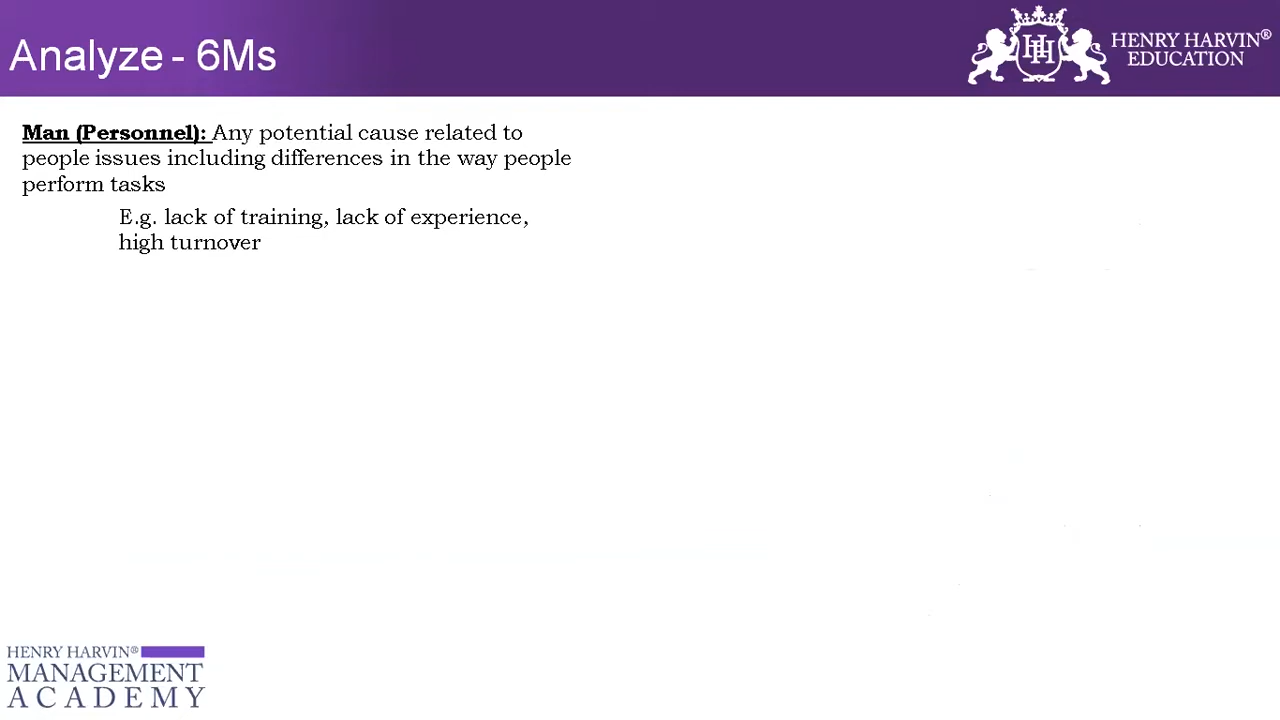 Analyze - 6Ms
HENRY HARVIN®
EDUCATION
Man (Personnel): Any potential cause related to
people issues including differences in the way people
perform tasks
E.g. lack of training, lack of experience,
high turnover
HENRY HARVIN®
MANAGEMENT
ACADEMY